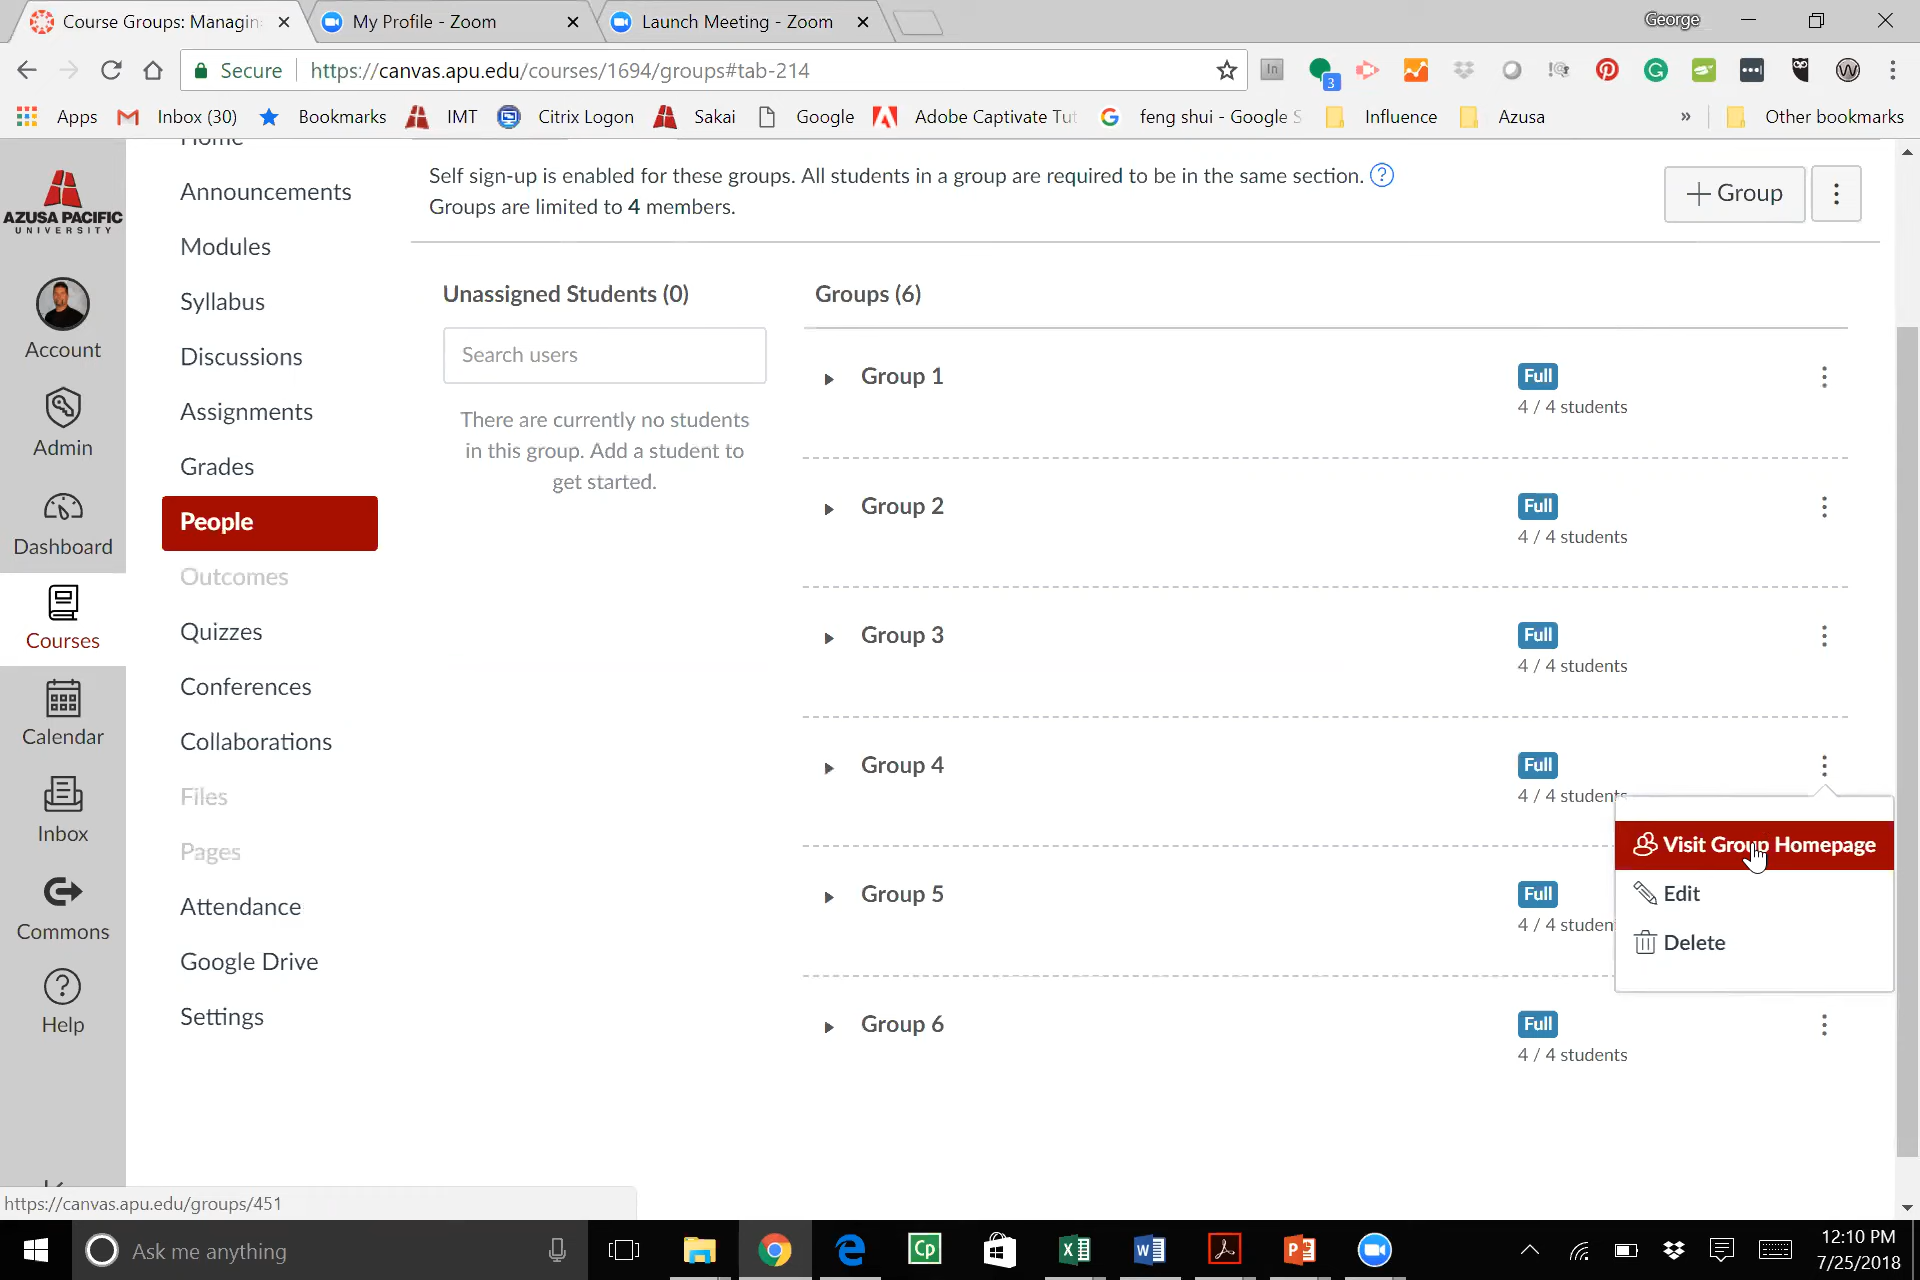 Course Groups: Managin
My Profile - Zoom
Launch Meeting - Zoom
George
Secure
https://canvas.apu.edu/courses/1694/groups#tab-214
In
3
Apps
Inbox (30)
Bookmarks
IMT
Citrix Logon
Sakai
Google
Adobe Captivate Tut
feng shui - Google S
Influence
Azusa
»
Other bookmarks
AZUSA PACIFIC
UNIVERSITY
Account
Admin
Dashboard
Courses
Calendar
Inbox
Commons
Help
Home
Announcements
Modules
Syllabus
Discussions
Assignments
Grades
People
Outcomes
Quizzes
Conferences
Collaborations
Files
Pages
Attendance
Google Drive
Settings
Self sign-up is enabled for these groups. All students in a group are required to be in the same section. ?
Groups are limited to 4 members.
+ Group
Unassigned Students (0)
Search users
There are currently no students
in this group. Add a student to
get started.
Groups (6)
Group 1
Full
4 / 4 students
Group 2
Full
4 / 4 students
Group 3
Full
4 / 4 students
Group 4
Full
4 / 4 students
Visit Group Homepage
Edit
Delete
Group 5
Full
4 / 4 studen
Group 6
Full
4 / 4 students
https://canvas.apu.edu/groups/451
Ask me anything
Cp
12:10 PM
7/25/2018